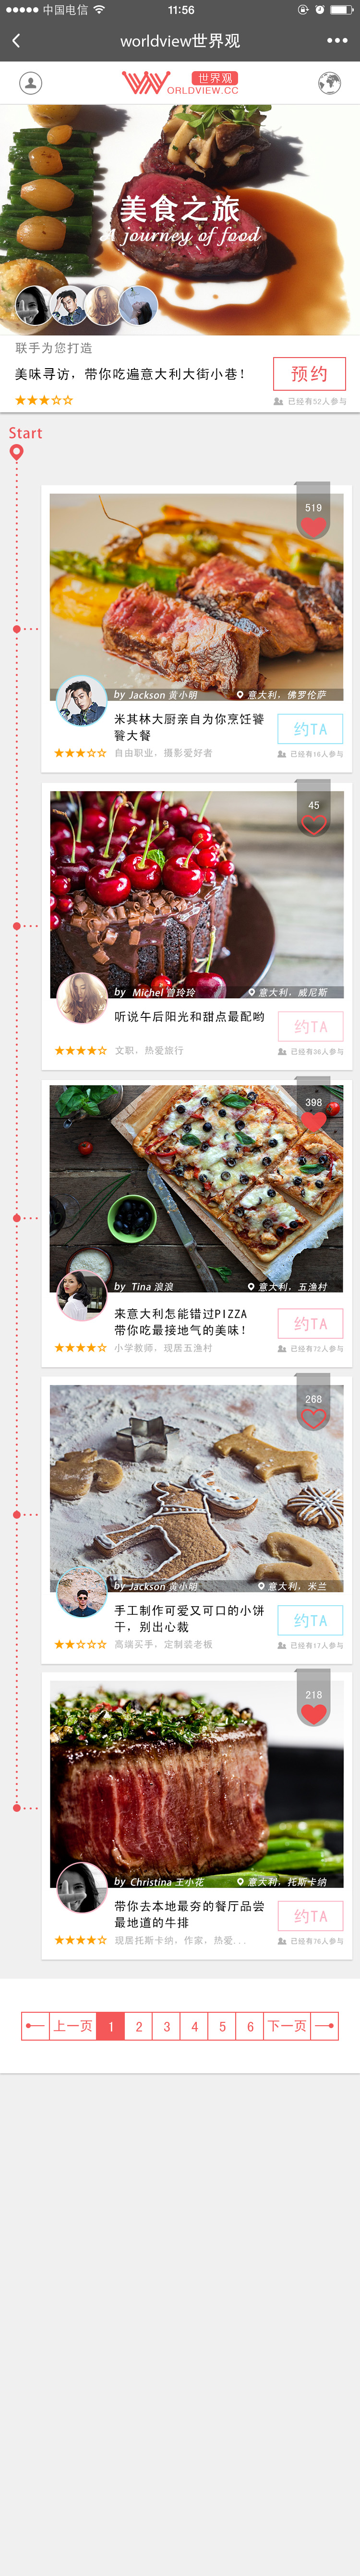 中国电信
11:56
worldview世界观
世界观
ORLDVIEW.CC
美食之旅
A journey of food
联手为您打造
美味寻访，带你吃遍意大利大街小巷！
预约
已经有52人参与
Start
519
by Jackson 黄小明
意大利，佛罗伦萨
米其林大厨亲自为你烹饪饕
餮大餐
约TA
自由职业，摄影爱好者
已经有16人参与
45
by Michel 曾玲玲
意大利，威尼斯
听说午后阳光和甜点最配哟
约TA
文职，热爱旅行
已经有36人参与
398
by Tina 浪浪
意大利，五渔村
来意大利怎能错过PIZZA
带你吃最接地气的美味！
约TA
小学教师，现居五渔村
已经有72人参与
268
by Jackson 黄小明
意大利，米兰
手工制作可爱又可口的小饼
干，别出心裁
约TA
高端买手，定制装老板
已经有17人参与
218
by Christina 王小花
意大利，托斯卡纳
带你去本地最夯的餐厅品尝
最地道的牛排
约TA
现居托斯卡纳，作家，热爱...
已经有76人参与
上一页 1 2 3 4 5 6 下一页